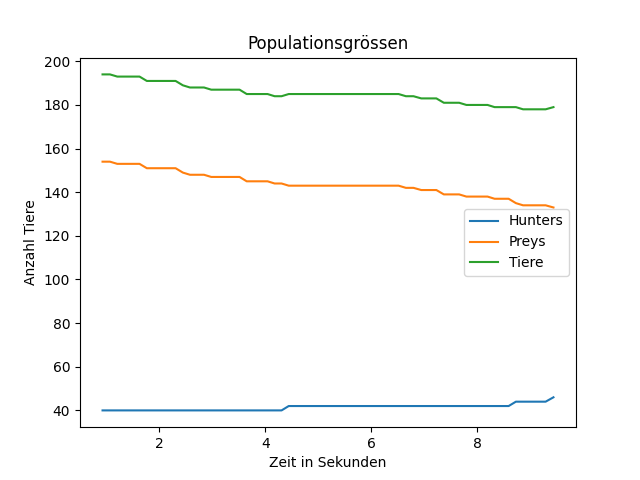 Populationsgrössen
200
180
160
140
120
100
80
60
40
Anzahl Tiere
Hunters
Preys
Tiere
2 4 6 8
Zeit in Sekunden